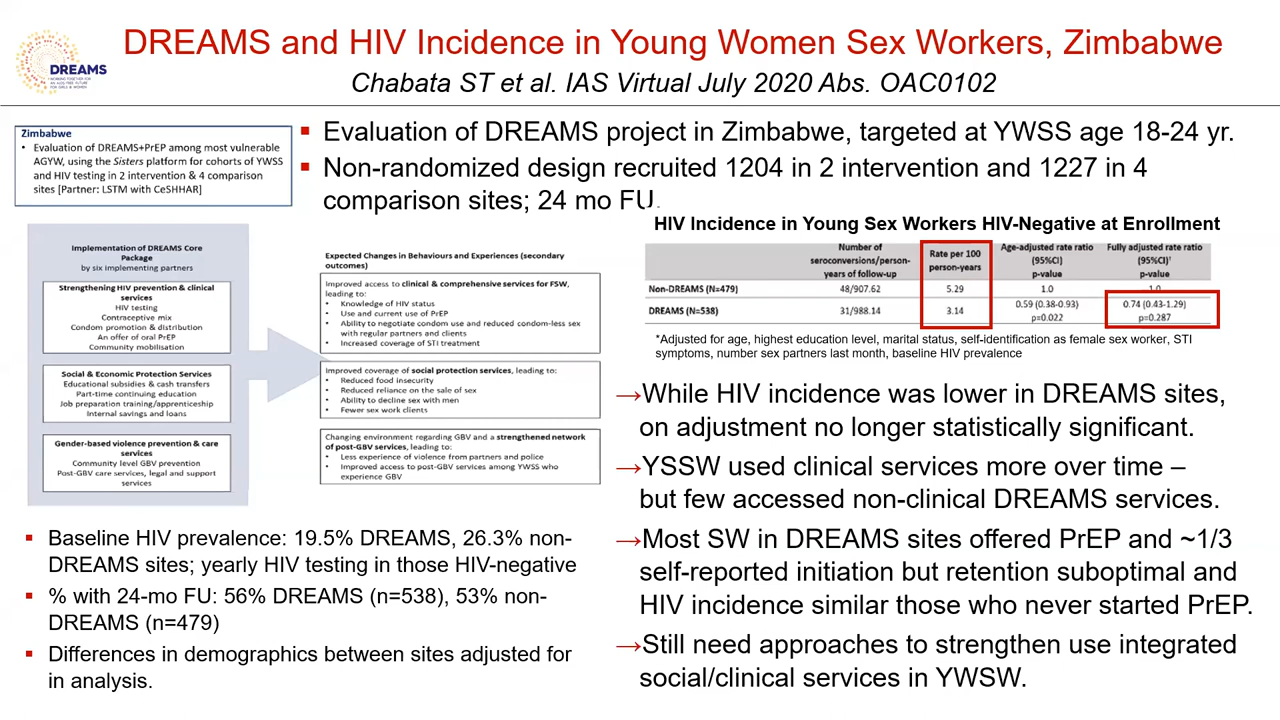 DREAMS and HIV Incidence in Young Women Sex Workers, Zimbabwe
Chabata ST et al. IAS Virtual July 2020 Abs. OAC0102
DREAMS
Zimbabwe
• Evaluation of DREAMS+PrEP among most vulnerable
AGYW, using the Sisters platform for cohorts of YWSS
and HIV testing in 2 intervention & 4 comparison
sites [Partner: LSTM with CeSHHAR]
▪ Evaluation of DREAMS project in Zimbabwe, targeted at YWSS age 18-24 yr.
▪ Non-randomized design recruited 1204 in 2 intervention and 1227 in 4
comparison sites; 24 mo FU.
Implementation of DREAMS Core
Package
by six implementing partners
Strengthening HIV prevention & clinical
services
HIV testing
Contraceptive mix
Condom promotion & distribution
An offer of oral PrEP
Community mobilisation
Social & Economic Protection Services
Educational subsidies & cash transfers
Part-time continuing education
Job preparation training/apprenticeship
Internal savings and loans
Gender-based violence prevention & care
services
Community level GBV prevention
Post-GBV care services, legal and support
services
Expected Changes in Behaviours and Experiences (secondary
outcomes)
Improved access to clinical & comprehensive services for FSW,
leading to:
• Knowledge of HIV status
• Use and current use of PrEP
• Ability to negotiate condom use and reduced condom-less sex
with regular partners and clients
• Increased coverage of STI treatment
Improved coverage of social protection services, leading to:
• Reduced food insecurity
• Reduced reliance on the sale of sex
• Ability to decline sex with men
• Fewer sex work clients
Changing environment regarding GBV and a strengthened network
of post-GBV services, leading to:
• Less experience of violence from partners and police
• Improved access to post-GBV services among YWSS who
experience GBV
HIV Incidence in Young Sex Workers HIV-Negative at Enrollment
Number of seroconversions/person-years of follow-up Rate per 100 person-years Age-adjusted rate ratio (95%CI) p-value Fully adjusted rate ratio (95%CI)† p-value
Non-DREAMS (N=479) 48/907.62 5.29 1.0 1.0
DREAMS (N=538) 31/988.14 3.14 0.59 (0.38-0.93) p=0.022 0.74 (0.43-1.29) p=0.287
*Adjusted for age, highest education level, marital status, self-identification as female sex worker, STI
symptoms, number sex partners last month, baseline HIV prevalence
▪ Baseline HIV prevalence: 19.5% DREAMS, 26.3% non-
DREAMS sites; yearly HIV testing in those HIV-negative
▪ % with 24-mo FU: 56% DREAMS (n=538), 53% non-
DREAMS (n=479)
▪ Differences in demographics between sites adjusted for
in analysis.
→While HIV incidence was lower in DREAMS sites,
on adjustment no longer statistically significant.
→YSSW used clinical services more over time –
but few accessed non-clinical DREAMS services.
→Most SW in DREAMS sites offered PrEP and ~1/3
self-reported initiation but retention suboptimal and
HIV incidence similar those who never started PrEP.
→Still need approaches to strengthen use integrated
social/clinical services in YWSW.